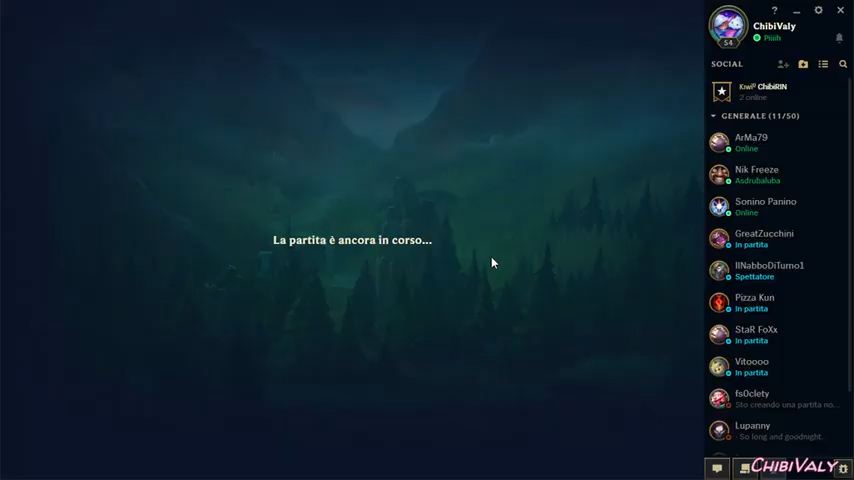 ChibiValy
Piiiih
54
SOCIAL
Kiwi ChibiRIN
2 online
GENERALE (11/50)
ArMa79
Online
Nik Freeze
Asdrubaluba
Sonino Panino
Online
GreatZucchini
In partita
IlNabboDiTurno1
Spettatore
La partita è ancora in corso...
Pizza Kun
In partita
StaR FoXx
In partita
Vitoooo
In partita
fs0clety
Sto creando una partita no...
Lupanny
So long and goodnight.
CHIBIVALY